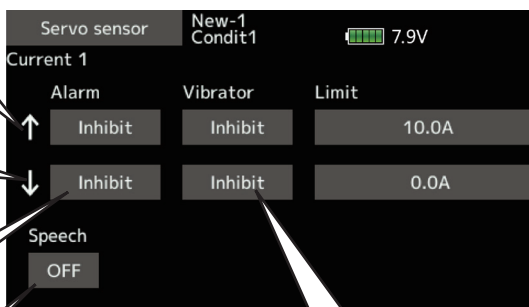 Servo sensor
New-1
Condit1
7.9V
Current 1
Alarm Vibrator Limit
↑ Inhibit Inhibit 10.0A
↓ Inhibit Inhibit 0.0A
Speech
OFF